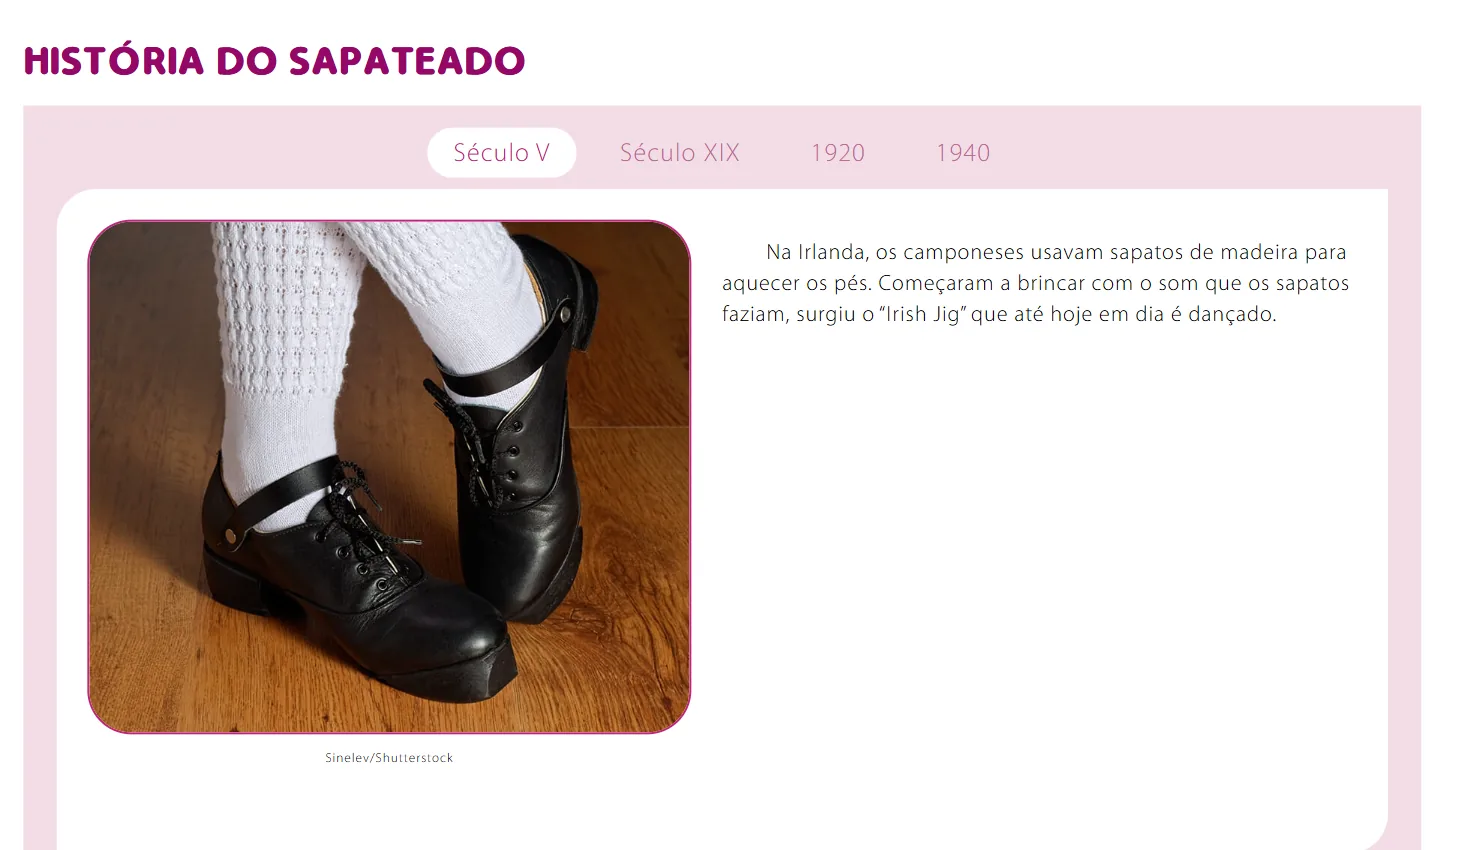 HISTÓRIA DO SAPATEADO
Século V
Século XIX
1920
1940
Na Irlanda, os camponeses usavam sapatos de madeira para
aquecer os pés. Começaram a brincar com o som que os sapatos
faziam, surgiu o “Irish Jig” que até hoje em dia é dançado.
Sinelev/Shutterstock